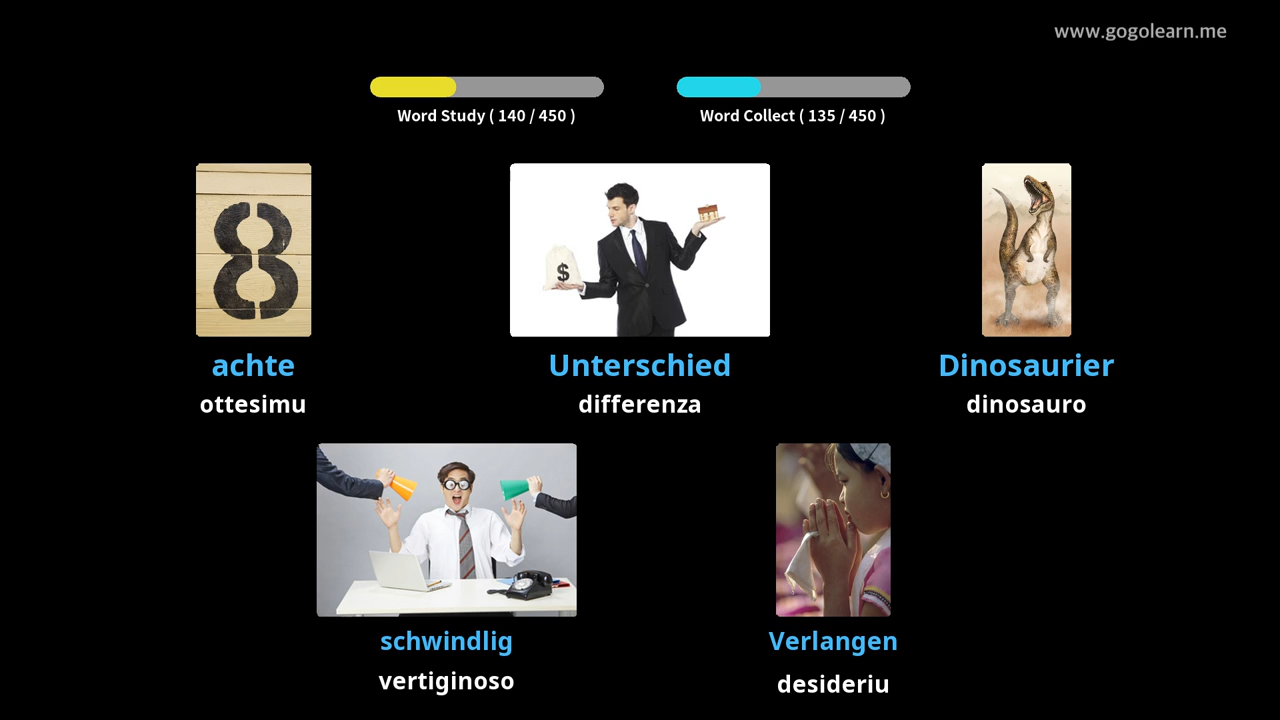 www.gogolearn.me
Word Study ( 140 / 450 )
Word Collect ( 135 / 450 )
8
$
achte
ottesimu
Unterschied
differenza
Dinosaurier
dinosauro
schwindlig
vertiginoso
Verlangen
desideriu